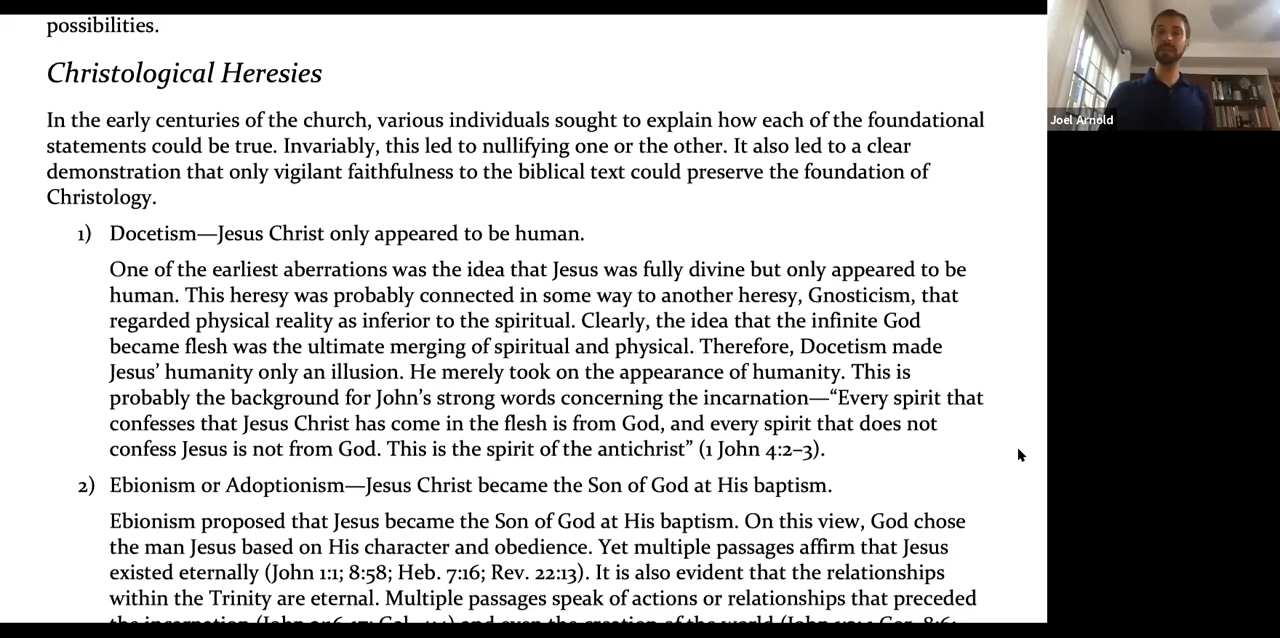 possibilities.
Christological Heresies
In the early centuries of the church, various individuals sought to explain how each of the foundational
statements could be true. Invariably, this led to nullifying one or the other. It also led to a clear
demonstration that only vigilant faithfulness to the biblical text could preserve the foundation of
Christology.
1) Docetism—Jesus Christ only appeared to be human.
One of the earliest aberrations was the idea that Jesus was fully divine but only appeared to be
human. This heresy was probably connected in some way to another heresy, Gnosticism, that
regarded physical reality as inferior to the spiritual. Clearly, the idea that the infinite God
became flesh was the ultimate merging of spiritual and physical. Therefore, Docetism made
Jesus’ humanity only an illusion. He merely took on the appearance of humanity. This is
probably the background for John’s strong words concerning the incarnation—“Every spirit that
confesses that Jesus Christ has come in the flesh is from God, and every spirit that does not
confess Jesus is not from God. This is the spirit of the antichrist” (1 John 4:2–3).
2) Ebionism or Adoptionism—Jesus Christ became the Son of God at His baptism.
Ebionism proposed that Jesus became the Son of God at His baptism. On this view, God chose
the man Jesus based on His character and obedience. Yet multiple passages affirm that Jesus
existed eternally (John 1:1; 8:58; Heb. 7:16; Rev. 22:13). It is also evident that the relationships
within the Trinity are eternal. Multiple passages speak of actions or relationships that preceded
Joel Arnold